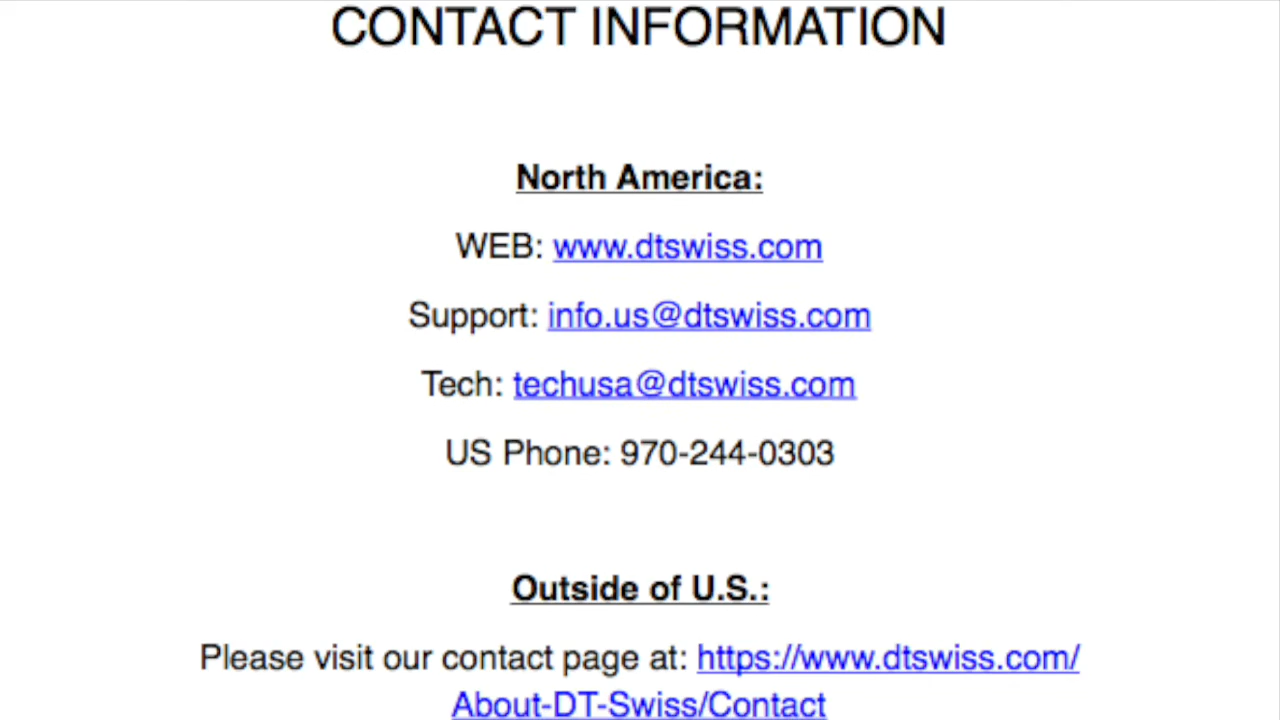 CONTACT INFORMATION
North America:
WEB: www.dtswiss.com
Support: info.us@dtswiss.com
Tech: techusa@dtswiss.com
US Phone: 970-244-0303
Outside of U.S.:
Please visit our contact page at: https://www.dtswiss.com/
About-DT-Swiss/Contact